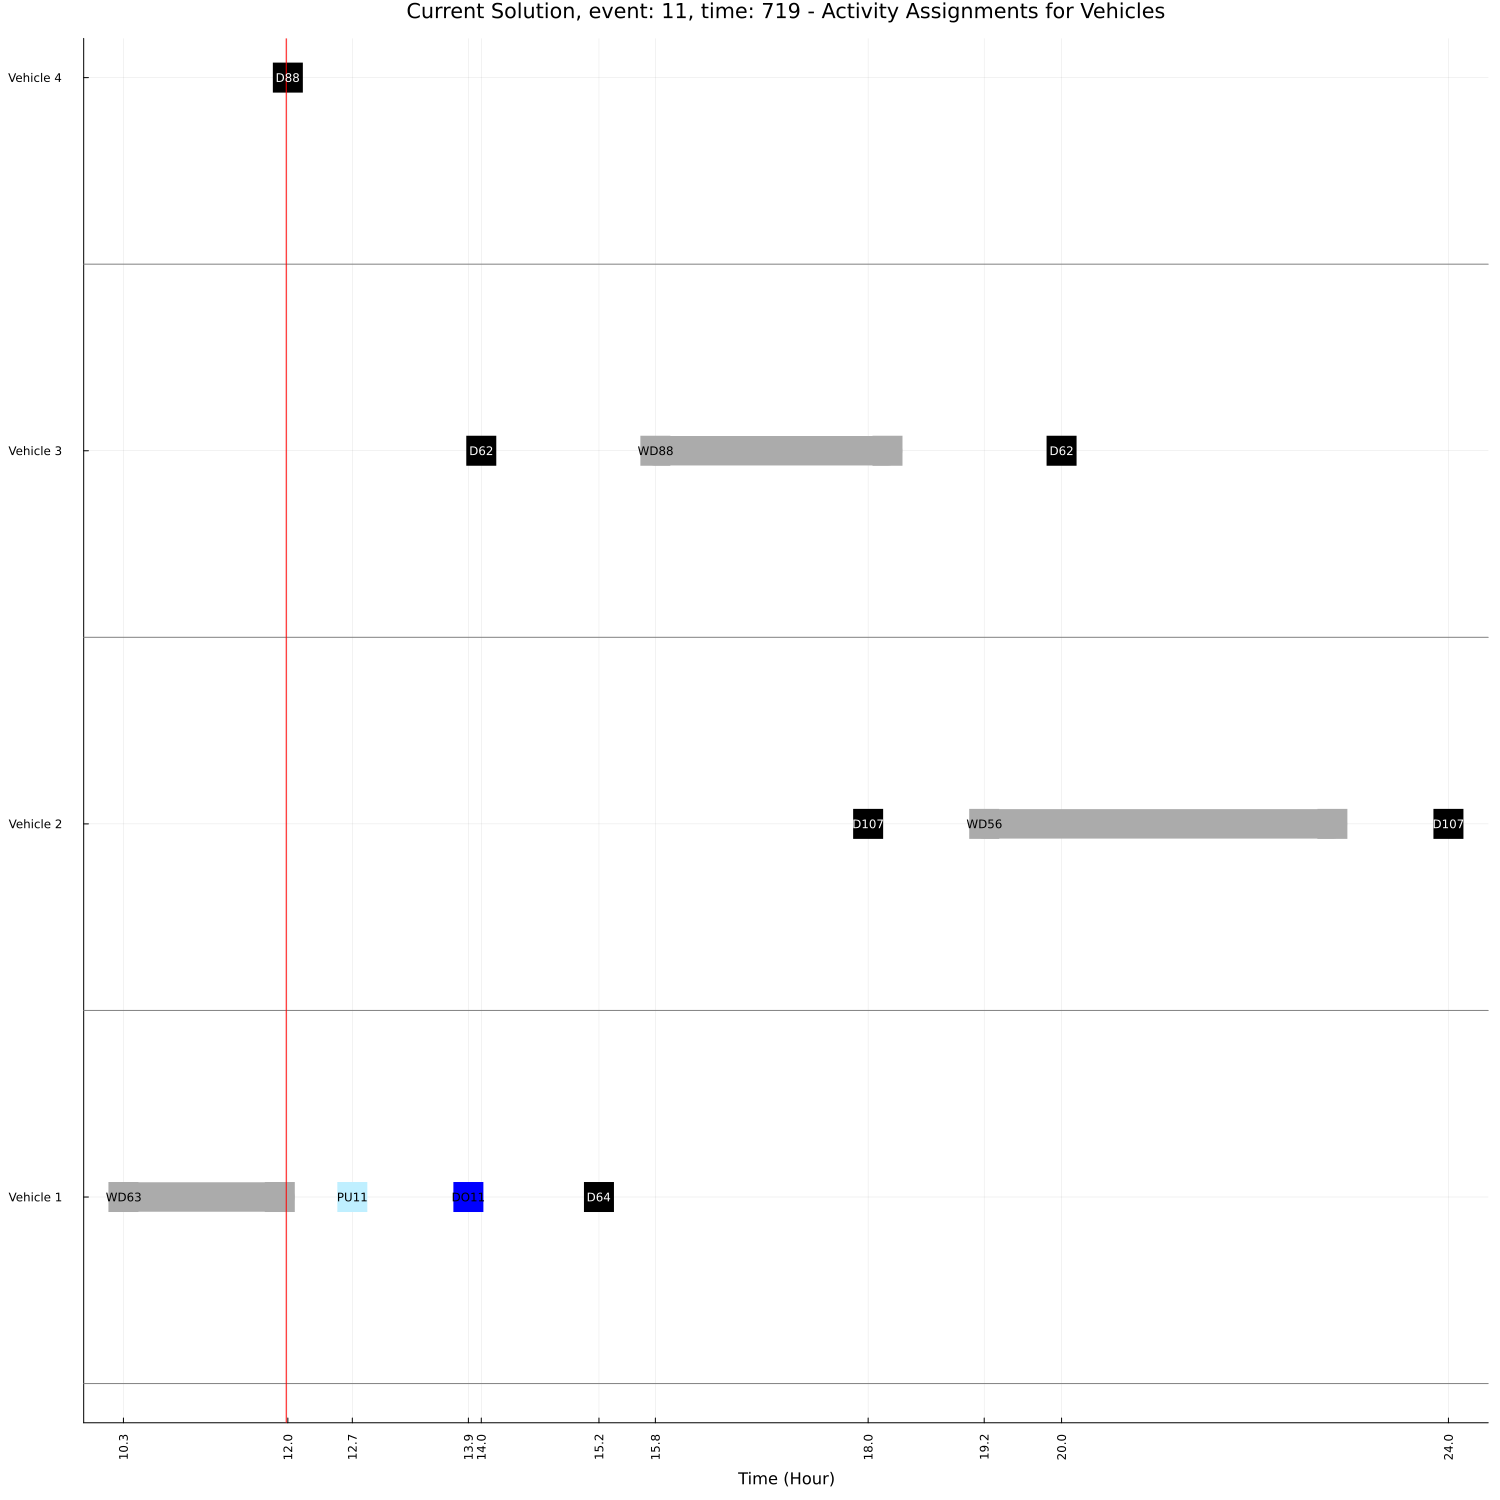 Current Solution, event: 11, time: 719 - Activity Assignments for Vehicles
Vehicle 4
D88
Vehicle 3
D62
WD88
D62
Vehicle 2
D107
WD56
D107
Vehicle 1
WD63
PU11
DO11
D64
10.3
12.0
12.7
13.9
14.0
15.2
15.8
18.0
19.2
20.0
24.0
Time (Hour)